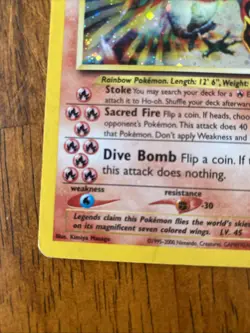 Rainbow Pokémon. Length: 12' 6", Weight:
Stoke You may search your deck for a
attach it to Ho-oh. Shuffle your deck afterward
Sacred Fire Flip a coin. If heads, choose
opponent's Pokémon. This attack does 40
that Pokémon. Don't apply Weakness and
Dive Bomb Flip a coin. If
this attack does nothing.
weakness
resistance
-30
Legends claim this Pokémon flies the world's skies
on its magnificent seven colored wings. LV. 45
Illus. Kimiya Masago
©1995-2000 Nintendo, Creatures, GAMEFREAK